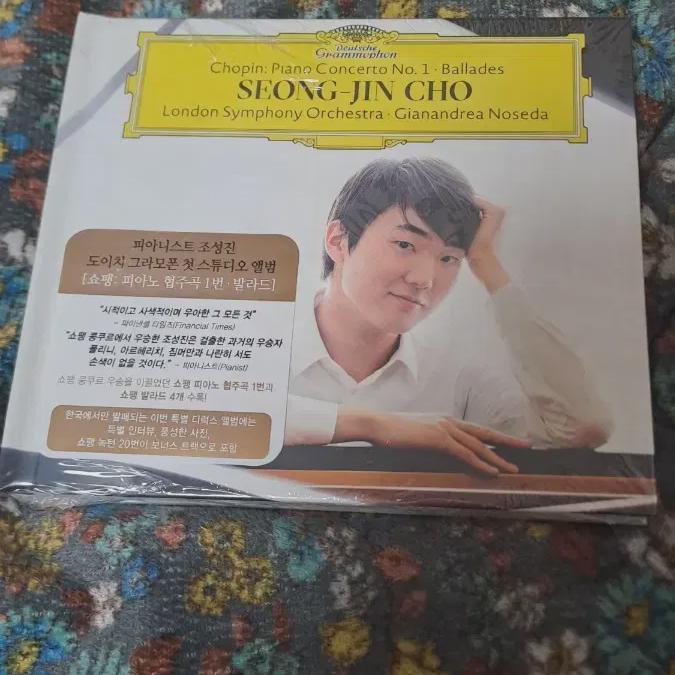 Deutsche
Grammophon
Chopin: Piano Concerto No. 1 · Ballades
SEONG-JIN CHO
London Symphony Orchestra · Gianandrea Noseda
피아니스트 조성진
도이치 그라모폰 첫 스튜디오 앨범
[쇼팽: 피아노 협주곡 1번 · 발라드]
"시적이고 사색적이며 우아한 그 모든 것"
- 파이낸셜 타임즈(Financial Times)
"쇼팽 콩쿠르에서 우승한 조성진은 걸출한 과거의 우승자
폴리니, 아르헤리치, 짐머만과 나란히 서도
손색이 없을 것이다." - 피아니스트(Pianist)
쇼팽 콩쿠르 우승을 이끌었던 쇼팽 피아노 협주곡 1번과
쇼팽 발라드 4개 수록!
한국에서만 발매되는 이번 특별 디럭스 앨범에는
특별 인터뷰, 풍성한 사진,
쇼팽 녹턴 20번이 보너스 트랙으로 포함